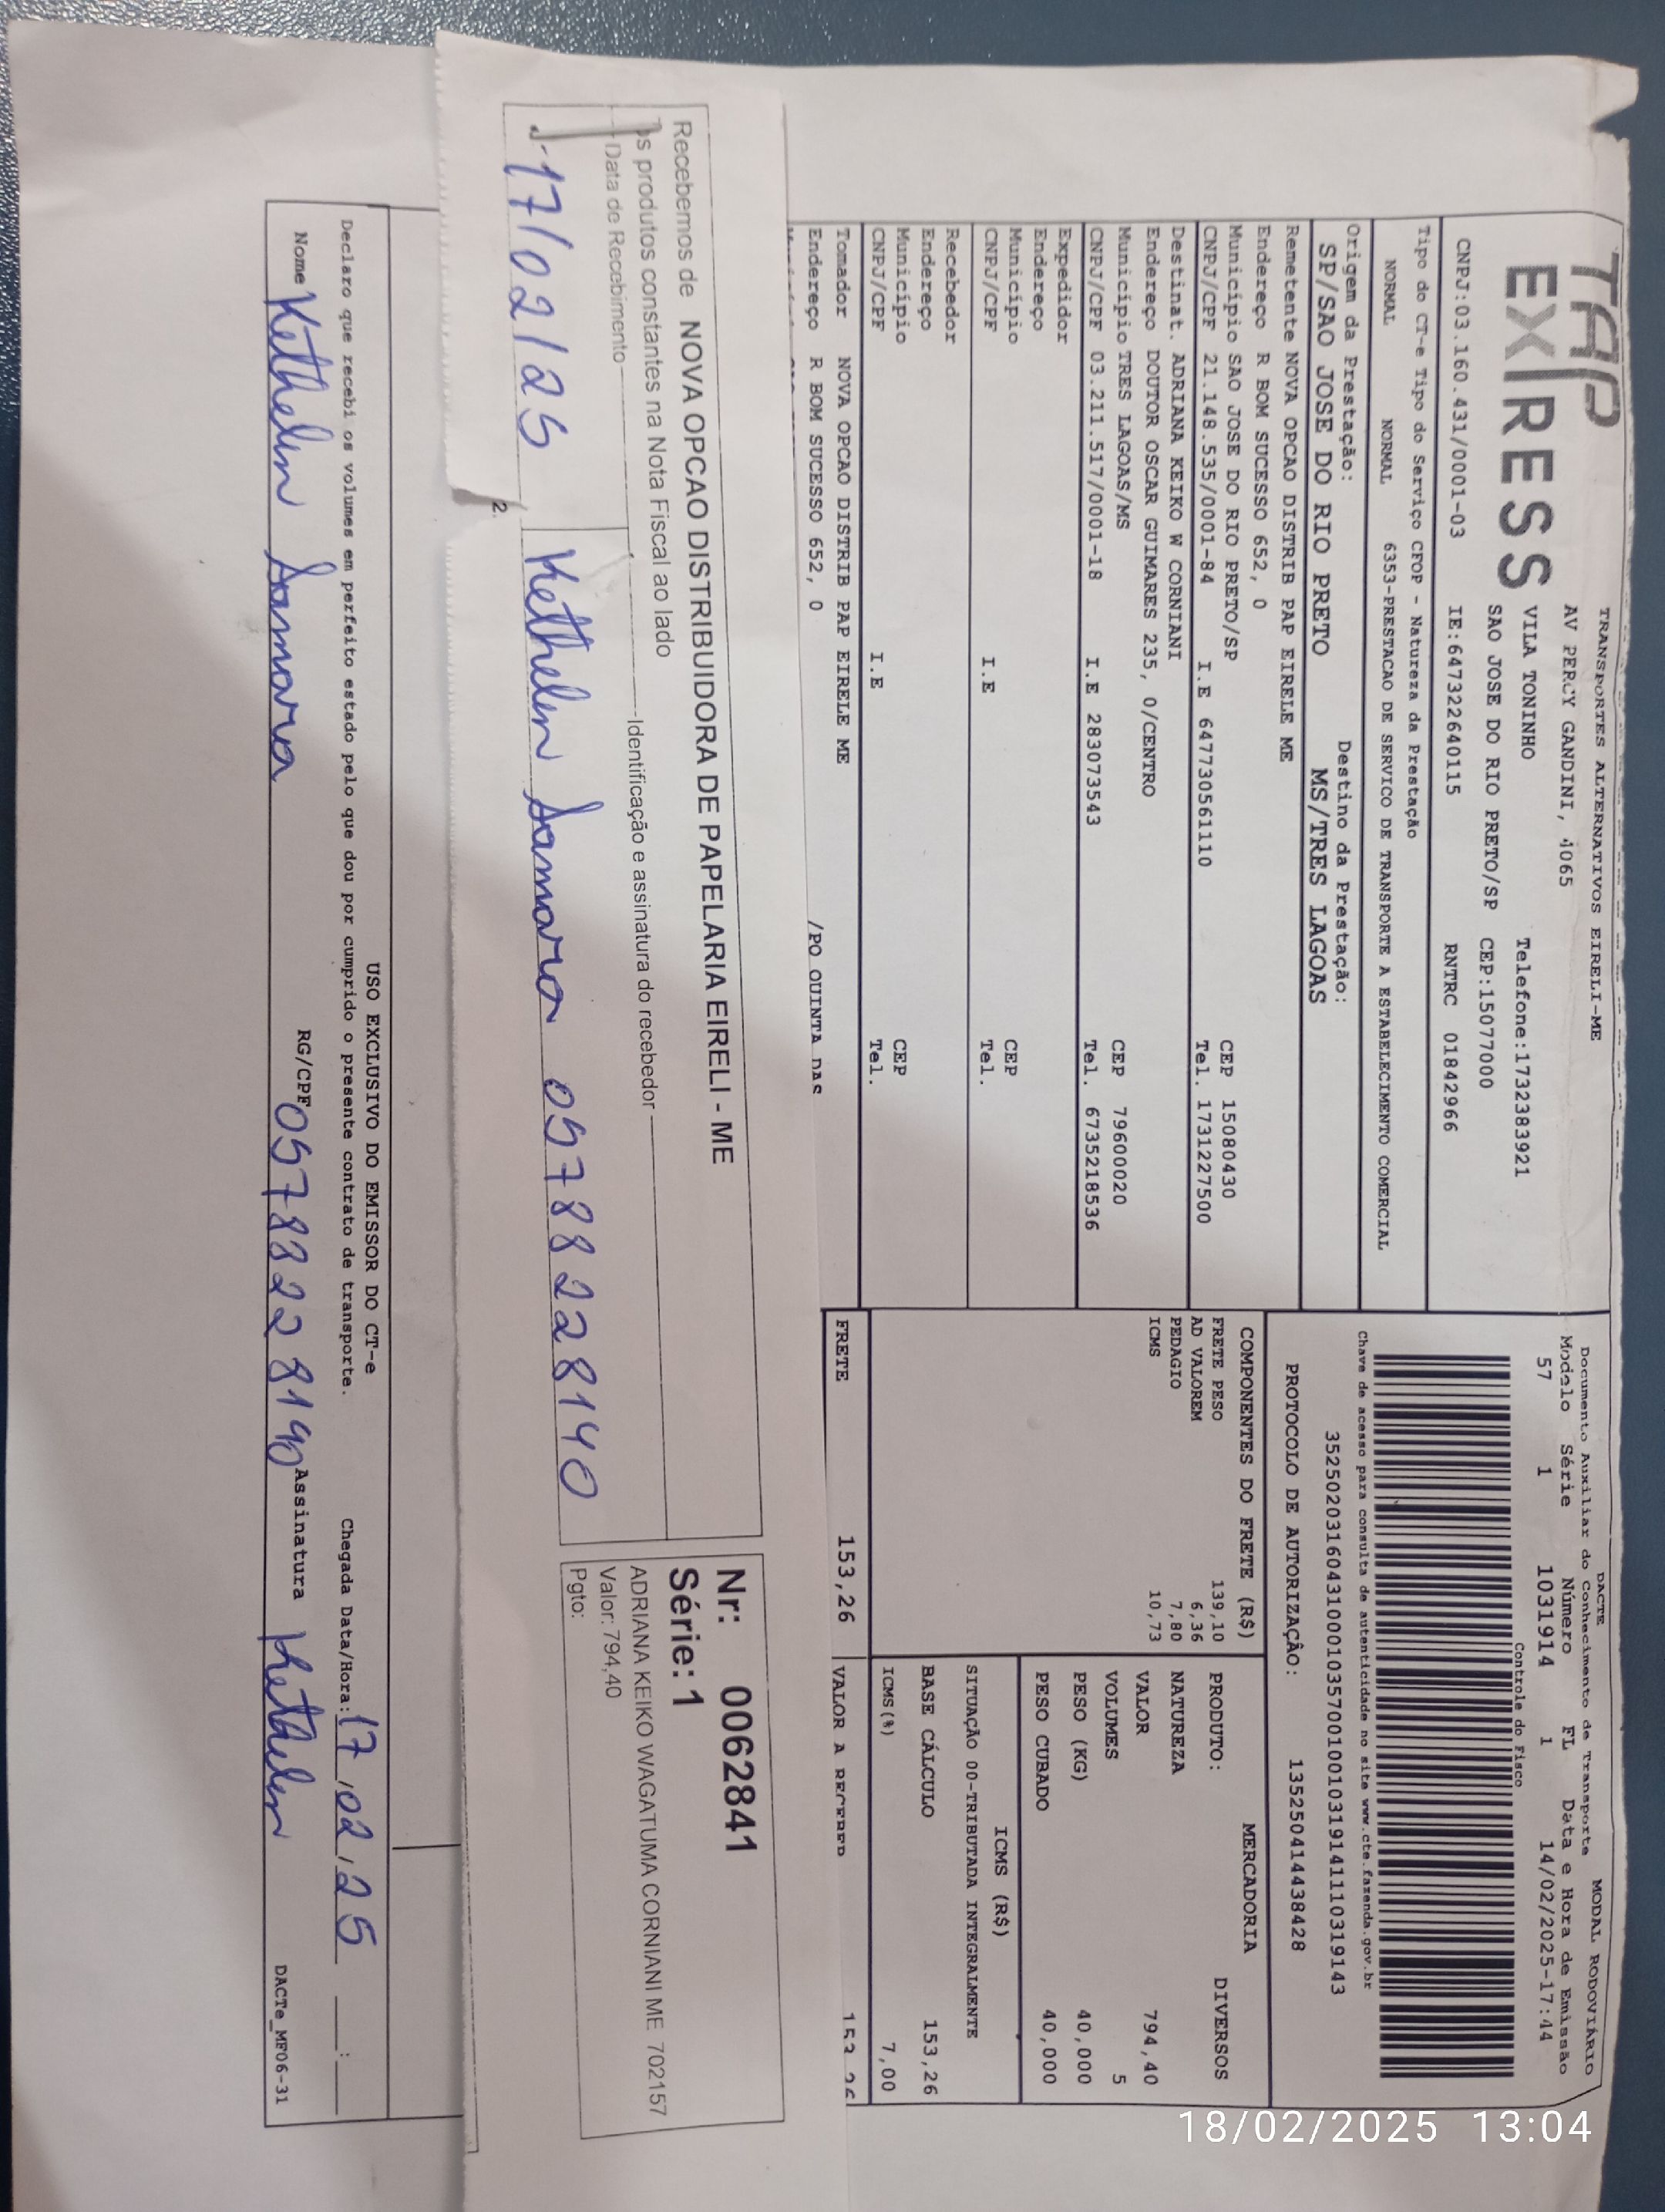 TAP
EXPRESS
TRANSPORTES ALTERNATIVOS EIRELI-ME
AV PERCY GANDINI, 4065
VILA TONINHO Telefone:1732383921
SAO JOSE DO RIO PRETO/SP CEP:15077000
CNPJ:03.160.431/0001-03 IE:647322640115 RNTRC 01842966
Tipo do CT-e Tipo do Serviço CFOP - Natureza da Prestação
NORMAL NORMAL 6353-PRESTACAO DE SERVICO DE TRANSPORTE A ESTABELECIMENTO COMERCIAL
Origem da Prestação: Destino da Prestação:
SP/SAO JOSE DO RIO PRETO MS/TRES LAGOAS
Remetente NOVA OPCAO DISTRIB PAP EIRELE ME
Endereço R BOM SUCESSO 652, 0
Município SAO JOSE DO RIO PRETO/SP CEP 15080430
CNPJ/CPF 21.148.535/0001-84 I.E 647730561110 Tel. 1731227500
Destinat. ADRIANA KEIKO W CORNIANI
Endereço DOUTOR OSCAR GUIMARES 235, 0/CENTRO
Município TRES LAGOAS/MS CEP 79600020
CNPJ/CPF 03.211.517/0001-18 I.E 283073543 Tel. 6735218536
Expedidor
Endereço
Município CEP
CNPJ/CPF I.E Tel.
Recebedor
Endereço
Município CEP
CNPJ/CPF I.E Tel.
Tomador NOVA OPCAO DISTRIB PAP EIRELE ME
Endereço R BOM SUCESSO 652, 0 /PO QUINTA DAS
DACTE MODAL RODOVIÁRIO
Documento Auxiliar do Conhecimento de Transporte
Modelo Série Número FL Data e Hora de Emissão
57 1 1031914 1 14/02/2025-17:44
Controle do Fisco
Chave de acesso para consulta de autenticidade no site www.cte.fazenda.gov.br
35250203160431000103570010010319141110319143
PROTOCOLO DE AUTORIZAÇÃO: 135250414438428
COMPONENTES DO FRETE (R$)
FRETE PESO 139,10
AD VALOREM 6,36
PEDAGIO 7,80
ICMS 10,73
MERCADORIA
PRODUTO: DIVERSOS
NATUREZA
VALOR 794,40
VOLUMES 5
PESO (KG) 40,000
PESO CUBADO 40,000
ICMS (R$)
SITUAÇÃO 00-TRIBUTADA INTEGRALMENTE
BASE CÁLCULO 153,26
ICMS(%) 7,00
FRETE 153,26 VALOR A RECEBER 153,26
Recebemos de NOVA OPCAO DISTRIBUIDORA DE PAPELARIA EIRELI - ME
os produtos constantes na Nota Fiscal ao lado
Data de Recebimento Identificação e assinatura do recebedor
17/02/25 Kethelen Samara 05788228140
Nr: 0062841
Série: 1
ADRIANA KEIKO WAGATUMA CORNIANI ME 702157
Valor: 794,40
Pgto:
2.
USO EXCLUSIVO DO EMISSOR DO CT-e
Declaro que recebi os volumes em perfeito estado pelo que dou por cumprido o presente contrato de transporte. Chegada Data/Hora: 17/02/25 :
Nome Kethelen Samara RG/CPF 05788228190 Assinatura Kethelen
DACTe_MF06-31
18/02/2025 13:04